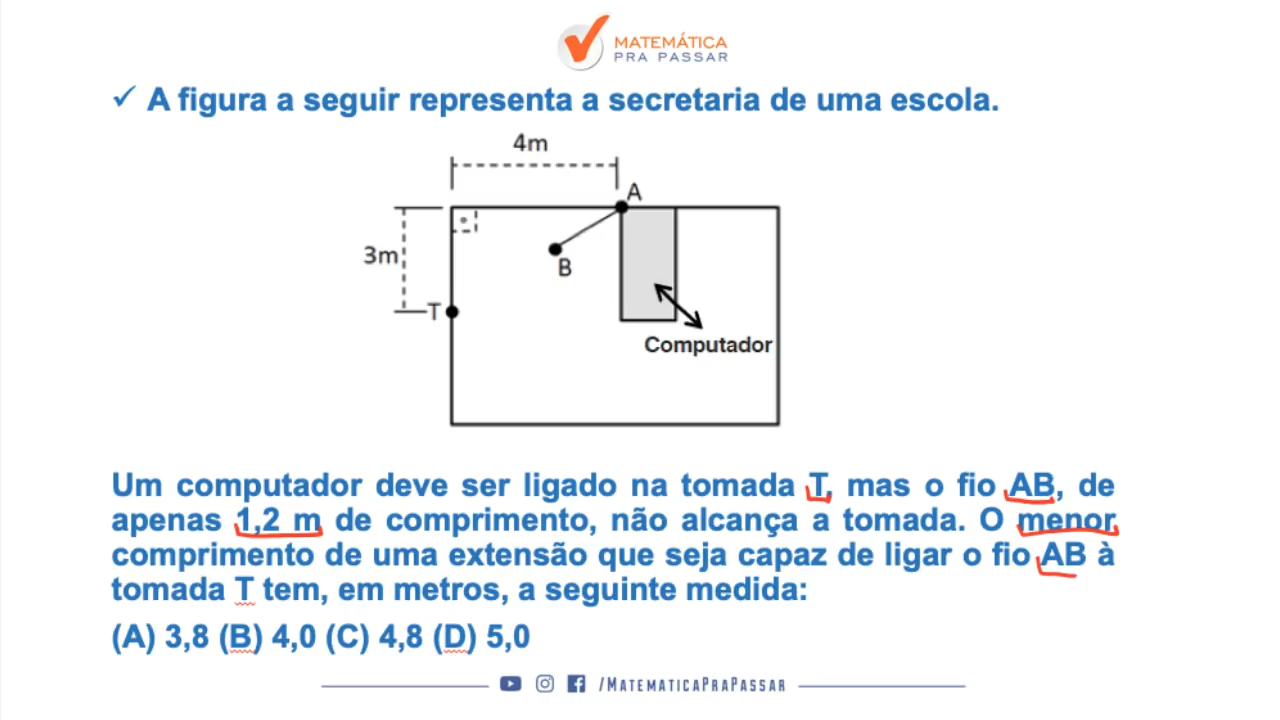 MATEMÁTICA
PRA PASSAR
✓ A figura a seguir representa a secretaria de uma escola.
4m
A
3m
B
T
Computador
Um computador deve ser ligado na tomada T, mas o fio AB, de
apenas 1,2 m de comprimento, não alcança a tomada. O menor
comprimento de uma extensão que seja capaz de ligar o fio AB à
tomada T tem, em metros, a seguinte medida:
(A) 3,8 (B) 4,0 (C) 4,8 (D) 5,0
/MATEMATICAPRAPASSAR